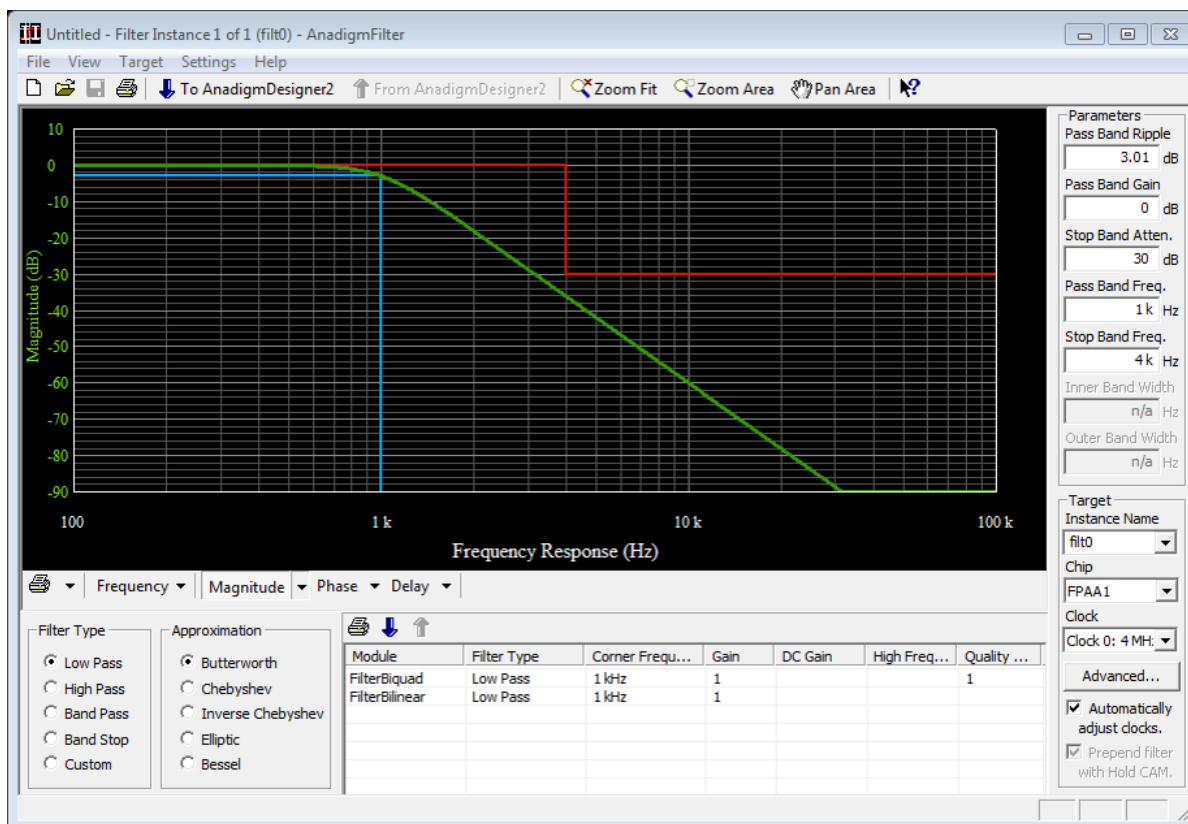 Untitled - Filter Instance 1 of 1 (filt0) - AnadigmFilter
File View Target Settings Help
To AnadigmDesigner2 From AnadigmDesigner2 Zoom Fit Zoom Area Pan Area
10
0
-10
-20
-30
-40
-50
-60
-70
-80
-90
Magnitude (dB)
100 1 k 10 k 100 k
Frequency Response (Hz)
Parameters
Pass Band Ripple
3.01 dB
Pass Band Gain
0 dB
Stop Band Atten.
30 dB
Pass Band Freq.
1 k Hz
Stop Band Freq.
4 k Hz
Inner Band Width
n/a Hz
Outer Band Width
n/a Hz
Target
Instance Name
filt0
Chip
FPAA1
Clock
Clock 0: 4 MH:
Advanced...
Automatically
adjust clocks.
Prepend filter
with Hold CAM.
Frequency Magnitude Phase Delay
Filter Type
Low Pass
High Pass
Band Pass
Band Stop
Custom
Approximation
Butterworth
Chebyshev
Inverse Chebyshev
Elliptic
Bessel
Module Filter Type Corner Frequ... Gain DC Gain High Freq... Quality ...
FilterBiquad Low Pass 1 kHz 1 1
FilterBilinear Low Pass 1 kHz 1